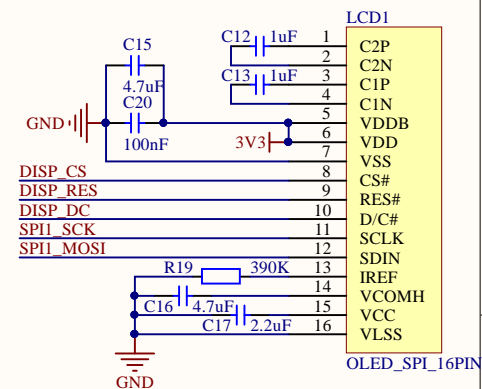 LCD1
C12 1uF 1 C2P
2 C2N
C15
C13 1uF 3 C1P
4.7uF
4 C1N
C20
GND 5 VDDB
100nF 3V3 6 VDD
7 VSS
DISP_CS 8 CS#
DISP_RES 9 RES#
DISP_DC 10 D/C#
SPI1_SCK 11 SCLK
SPI1_MOSI 12 SDIN
R19 390K 13 IREF
14 VCOMH
C16 4.7uF 15 VCC
C17 2.2uF 16 VLSS
OLED_SPI_16PIN
GND